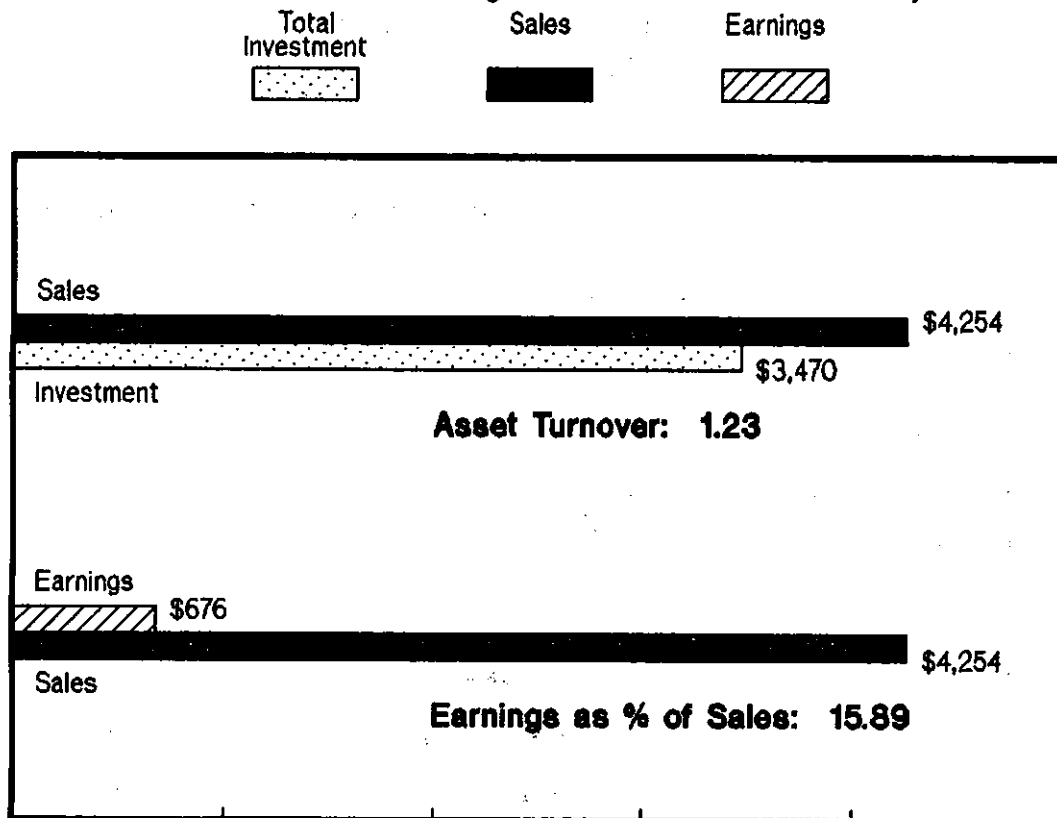 Total
Investment
Sales
Earnings
Sales
$4,254
$3,470
Investment
Asset Turnover: 1.23
Earnings
$676
$4,254
Sales
Earnings as % of Sales: 15.89